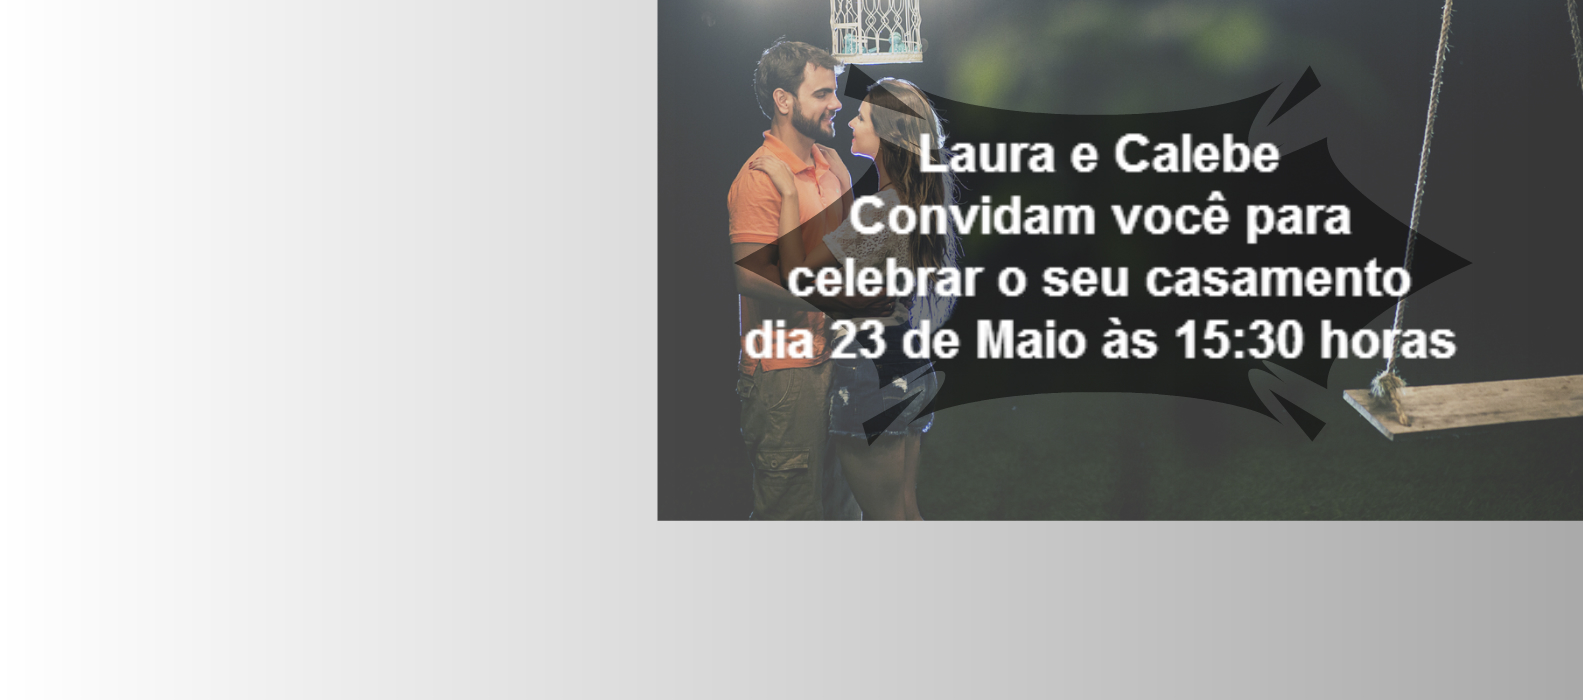 Laura e Calebe
Convidam você para
celebrar o seu casamento
dia 23 de Maio às 15:30 horas